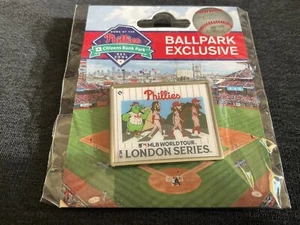 HOME OF THE
Phillies
Citizens Bank Park
BALLPARK
EXCLUSIVE
Phillies
MLB WORLD TOUR
LONDON SERIES